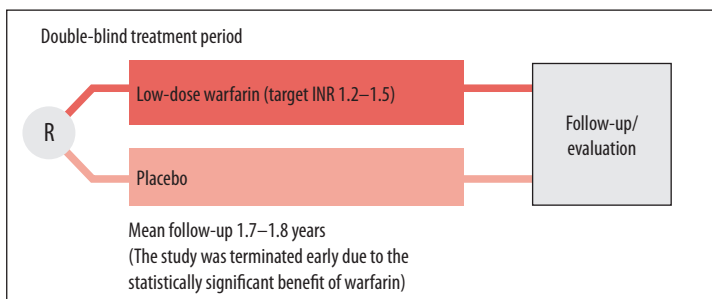 Double-blind treatment period
Low-dose warfarin (target INR 1.2–1.5)
R
Follow-up/
evaluation
Placebo
Mean follow-up 1.7–1.8 years
(The study was terminated early due to the
statistically significant benefit of warfarin)